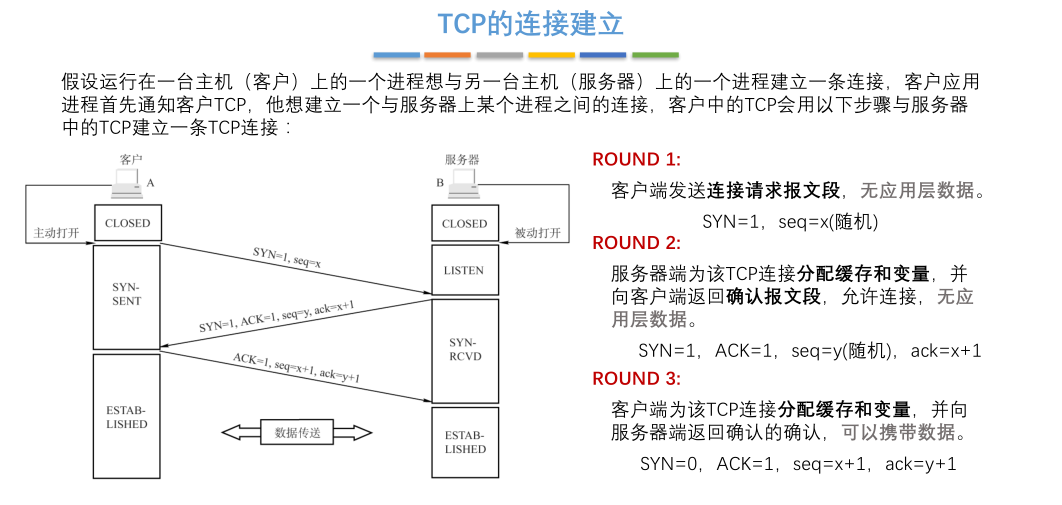 TCP的连接建立
假设运行在一台主机（客户）上的一个进程想与另一台主机（服务器）上的一个进程建立一条连接，客户应用
进程首先通知客户TCP，他想建立一个与服务器上某个进程之间的连接，客户中的TCP会用以下步骤与服务器
中的TCP建立一条TCP连接：
客户
A
服务器
B
CLOSED
主动打开
CLOSED
被动打开
SYN=1, seq=x
SYN-
SENT
LISTEN
SYN=1, ACK=1, seq=y, ack=x+1
SYN-
RCVD
ACK=1, seq=x+1, ack=y+1
ESTAB-
LISHED
数据传送
ESTAB-
LISHED
ROUND 1:
客户端发送连接请求报文段，无应用层数据。
SYN=1，seq=x(随机)
ROUND 2:
服务器端为该TCP连接分配缓存和变量，并
向客户端返回确认报文段，允许连接，无应
用层数据。
SYN=1，ACK=1，seq=y(随机)，ack=x+1
ROUND 3:
客户端为该TCP连接分配缓存和变量，并向
服务器端返回确认的确认，可以携带数据。
SYN=0，ACK=1，seq=x+1，ack=y+1